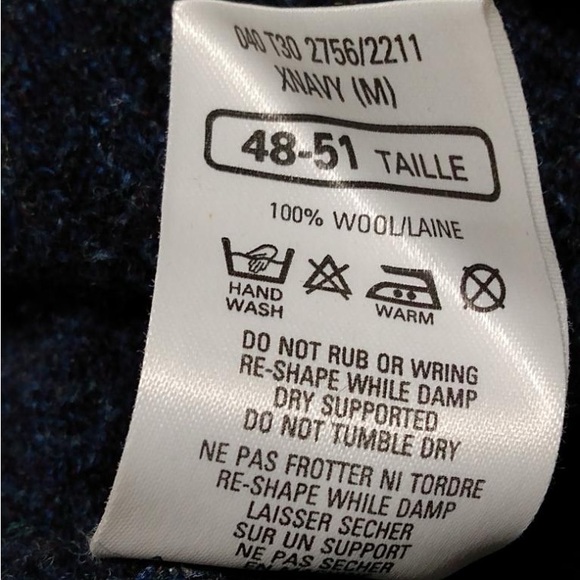 040 T30 2756/2211
XNAVY (M)
48-51 TAILLE
100% WOOL/LAINE
HAND WASH
WARM
DO NOT RUB OR WRING
RE-SHAPE WHILE DAMP
DRY SUPPORTED
DO NOT TUMBLE DRY
NE PAS FROTTER NI TORDRE
RE-SHAPE WHILE DAMP
LAISSER SECHER
SUR UN SUPPORT
NE PAS SECHER